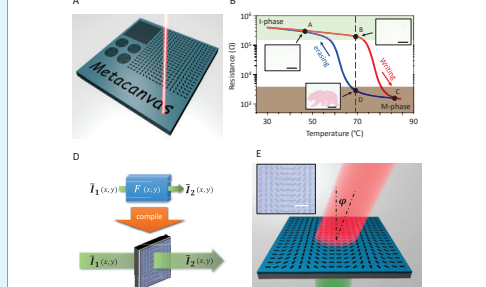 A
Metacanvas
B
I-phase
A
B
erasing
Writing
D
C
M-phase
10⁶
10⁵
10⁴
10³
Resistance (Ω)
30
50
70
90
Temperature (°C)
D
Ĩ₁(x,y)
F(x,y)
Ĩ₂(x,y)
compile
Ĩ₁(x,y)
Ĩ₂(x,y)
E
φ